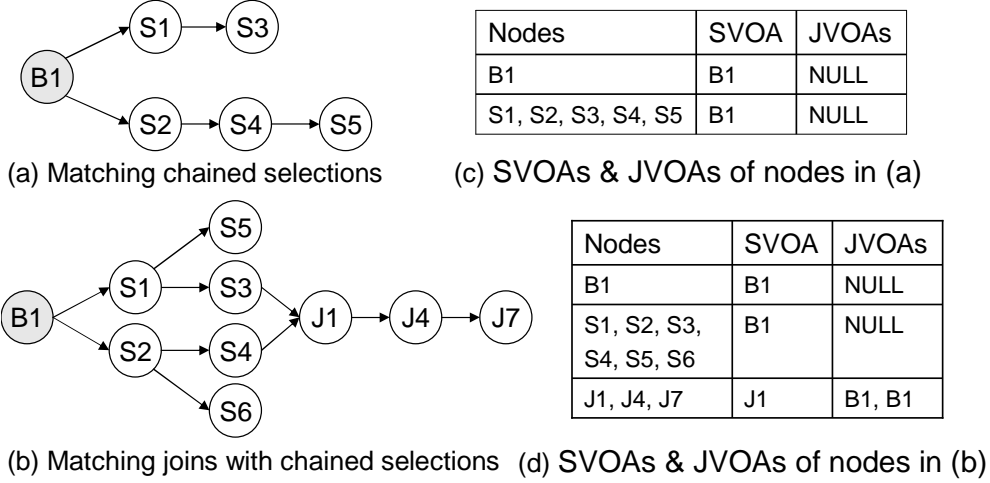 S1 S3
B1
S2 S4 S5
(a) Matching chained selections
Nodes SVOA JVOAs
B1 B1 NULL
S1, S2, S3, S4, S5 B1 NULL
(c) SVOAs & JVOAs of nodes in (a)
S5
S1 S3
B1 J1 J4 J7
S2 S4
S6
(b) Matching joins with chained selections
Nodes SVOA JVOAs
B1 B1 NULL
S1, S2, S3, B1 NULL
S4, S5, S6
J1, J4, J7 J1 B1, B1
(d) SVOAs & JVOAs of nodes in (b)